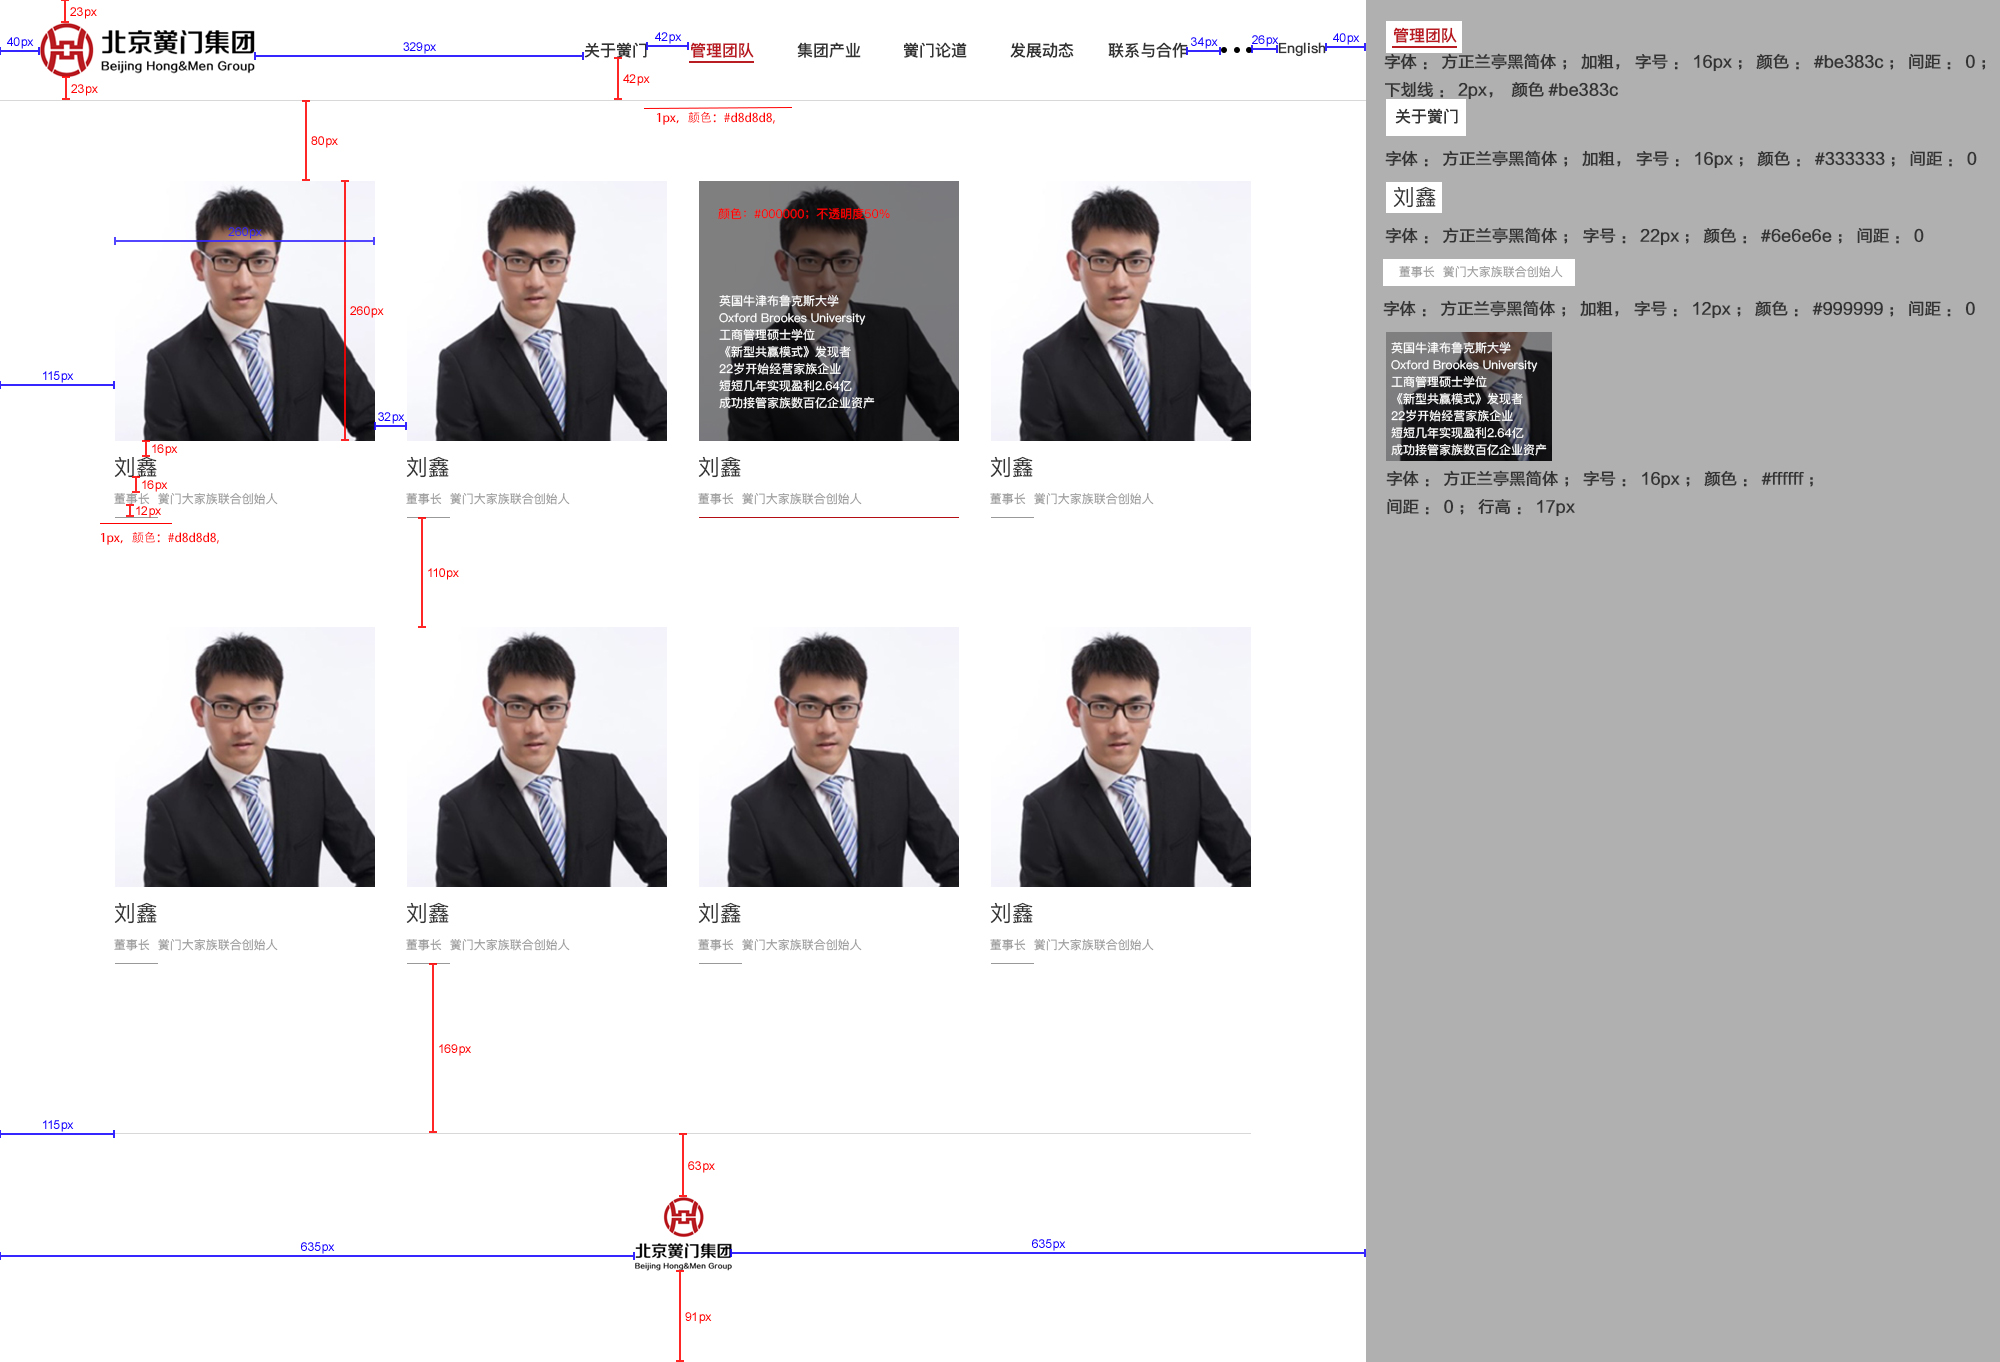 23px
40px
北京黉门集团
Beijing Hong&Men Group
23px
329px
关于黉门
42px
42px
管理团队
集团产业
黉门论道
发展动态
联系与合作
34px
26px
English
40px
1px, 颜色：#d8d8d8,
80px
260px
260px
115px
32px
颜色：#000000；不透明度50%
英国牛津布鲁克斯大学
Oxford Brookes University
工商管理硕士学位
《新型共赢模式》发现者
22岁开始经营家族企业
短短几年实现盈利2.64亿
成功接管家族数百亿企业资产
16px
刘鑫
16px
董事长 黉门大家族联合创始人
12px
1px, 颜色：#d8d8d8,
刘鑫
董事长 黉门大家族联合创始人
刘鑫
董事长 黉门大家族联合创始人
刘鑫
董事长 黉门大家族联合创始人
110px
刘鑫
董事长 黉门大家族联合创始人
刘鑫
董事长 黉门大家族联合创始人
刘鑫
董事长 黉门大家族联合创始人
刘鑫
董事长 黉门大家族联合创始人
169px
115px
63px
635px
北京黉门集团
Beijing Hong&Men Group
635px
91px
管理团队
字体 ： 方正兰亭黑简体 ； 加粗， 字号 ： 16px ； 颜色 ： #be383c ； 间距 ： 0 ；
下划线 ： 2px， 颜色 #be383c
关于黉门
字体 ： 方正兰亭黑简体 ； 加粗， 字号 ： 16px ； 颜色 ： #333333 ； 间距 ： 0
刘鑫
字体 ： 方正兰亭黑简体 ； 字号 ： 22px ； 颜色 ： #6e6e6e ； 间距 ： 0
董事长 黉门大家族联合创始人
字体 ： 方正兰亭黑简体 ； 加粗， 字号 ： 12px ； 颜色 ： #999999 ； 间距 ： 0
英国牛津布鲁克斯大学
Oxford Brookes University
工商管理硕士学位
《新型共赢模式》发现者
22岁开始经营家族企业
短短几年实现盈利2.64亿
成功接管家族数百亿企业资产
字体 ： 方正兰亭黑简体 ； 字号 ： 16px ； 颜色 ： #ffffff ；
间距 ： 0 ； 行高 ： 17px